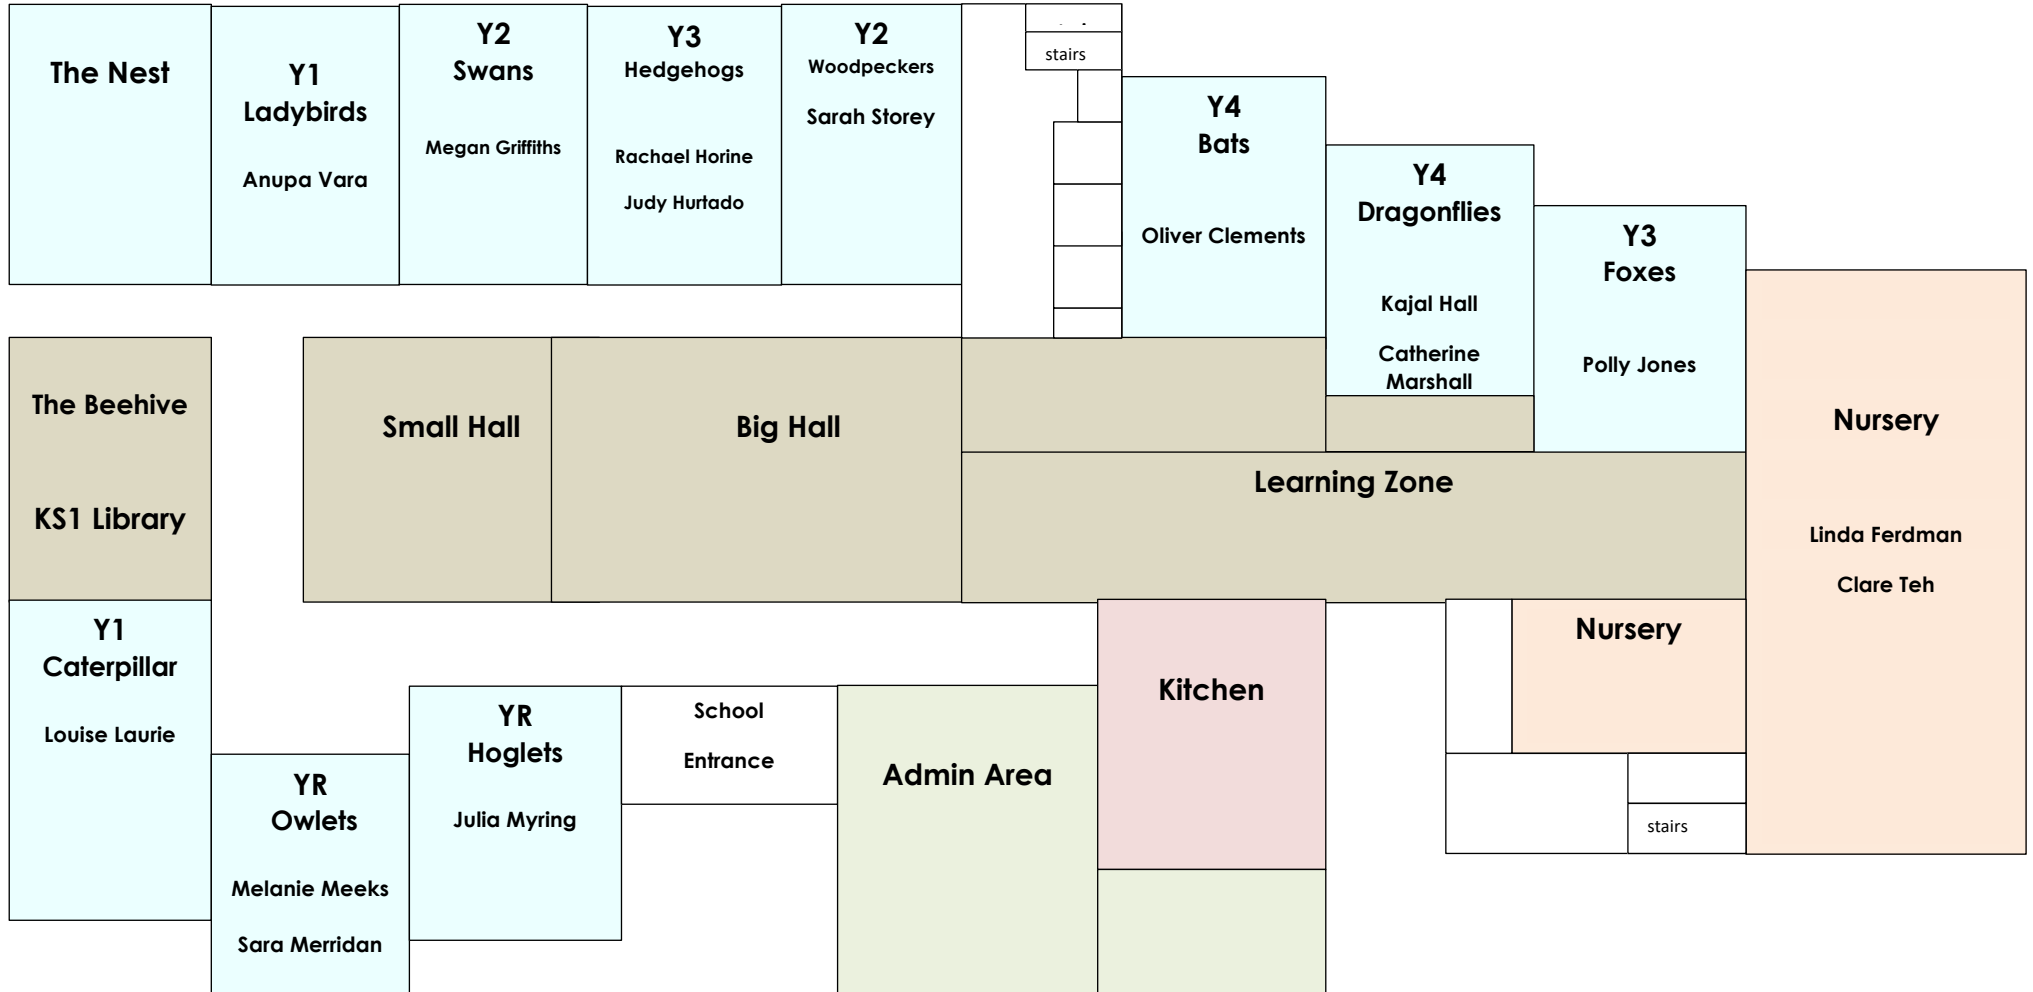 The Nest
Y1
Ladybirds
Anupa Vara
Y2
Swans
Megan Griffiths
Y3
Hedgehogs
Rachael Horine
Judy Hurtado
Y2
Woodpeckers
Sarah Storey
stairs
Y4
Bats
Oliver Clements
Y4
Dragonflies
Kajal Hall
Catherine
Marshall
Y3
Foxes
Polly Jones
Nursery
Linda Ferdman
Clare Teh
The Beehive
KS1 Library
Small Hall
Big Hall
Learning Zone
Y1
Caterpillar
Louise Laurie
YR
Owlets
Melanie Meeks
Sara Merridan
YR
Hoglets
Julia Myring
School
Entrance
Admin Area
Kitchen
Nursery
stairs